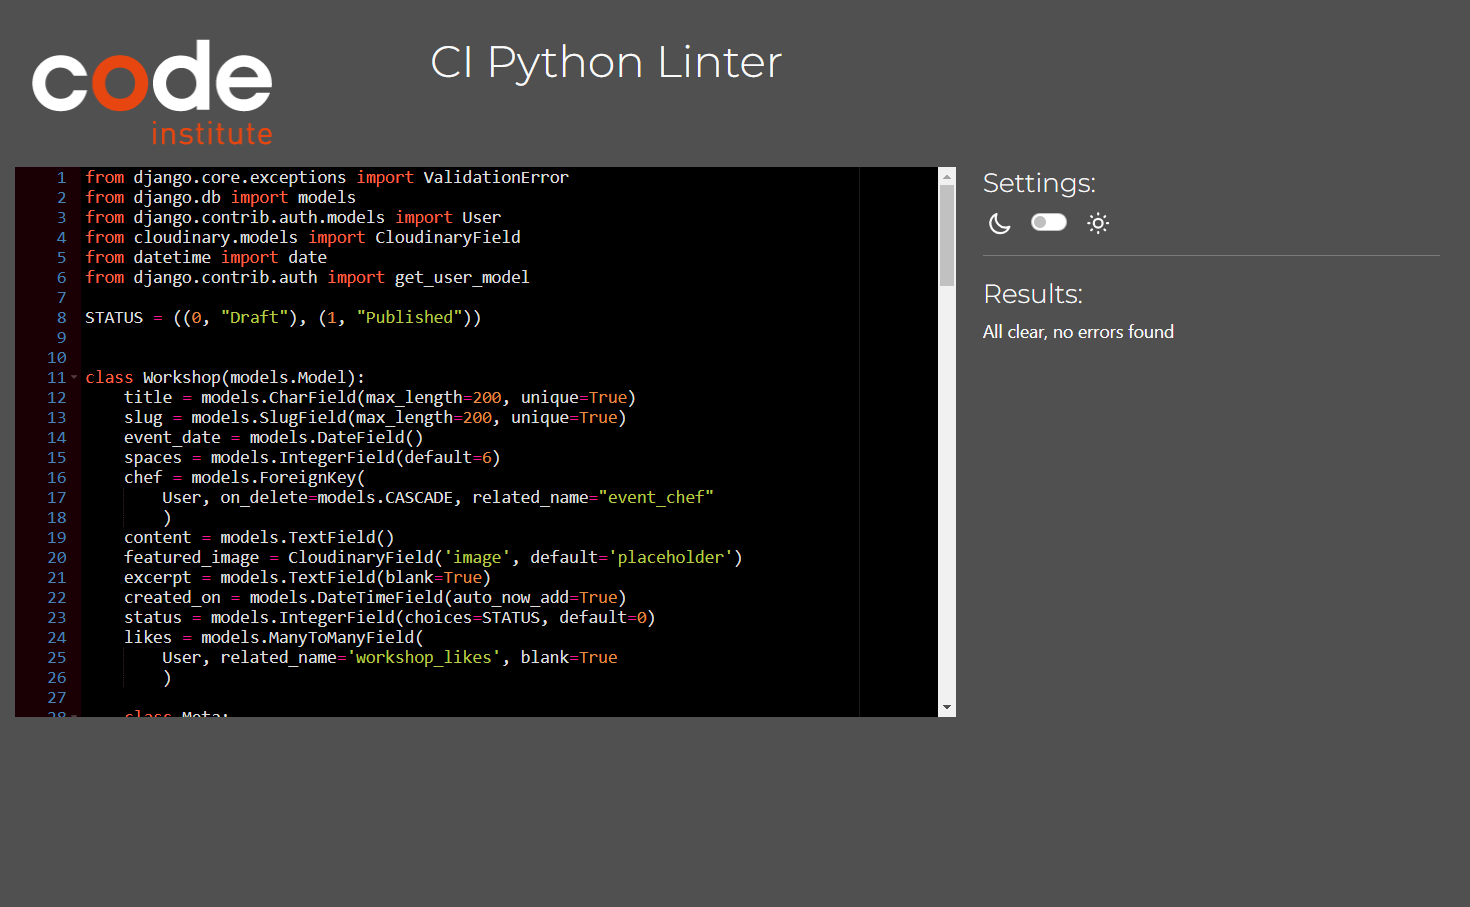 code
institute
CI Python Linter
1 from django.core.exceptions import ValidationError
2 from django.db import models
3 from django.contrib.auth.models import User
4 from cloudinary.models import CloudinaryField
5 from datetime import date
6 from django.contrib.auth import get_user_model
7
8 STATUS = ((0, "Draft"), (1, "Published"))
9
10
11 class Workshop(models.Model):
12     title = models.CharField(max_length=200, unique=True)
13     slug = models.SlugField(max_length=200, unique=True)
14     event_date = models.DateField()
15     spaces = models.IntegerField(default=6)
16     chef = models.ForeignKey(
17         User, on_delete=models.CASCADE, related_name="event_chef"
18         )
19     content = models.TextField()
20     featured_image = CloudinaryField('image', default='placeholder')
21     excerpt = models.TextField(blank=True)
22     created_on = models.DateTimeField(auto_now_add=True)
23     status = models.IntegerField(choices=STATUS, default=0)
24     likes = models.ManyToManyField(
25         User, related_name='workshop_likes', blank=True
26         )
27
28     class Meta:
Settings:
Results:
All clear, no errors found